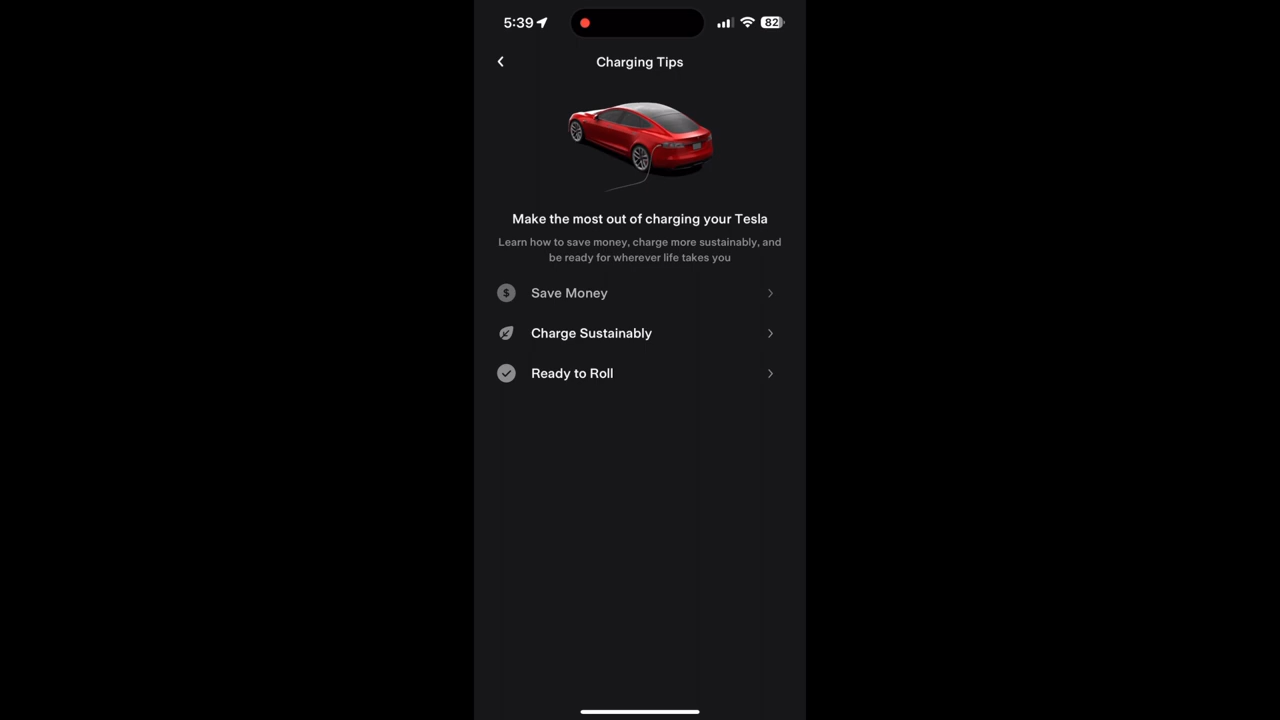 5:39
82
Charging Tips
Make the most out of charging your Tesla
Learn how to save money, charge more sustainably, and
be ready for wherever life takes you
$ Save Money
Charge Sustainably
Ready to Roll